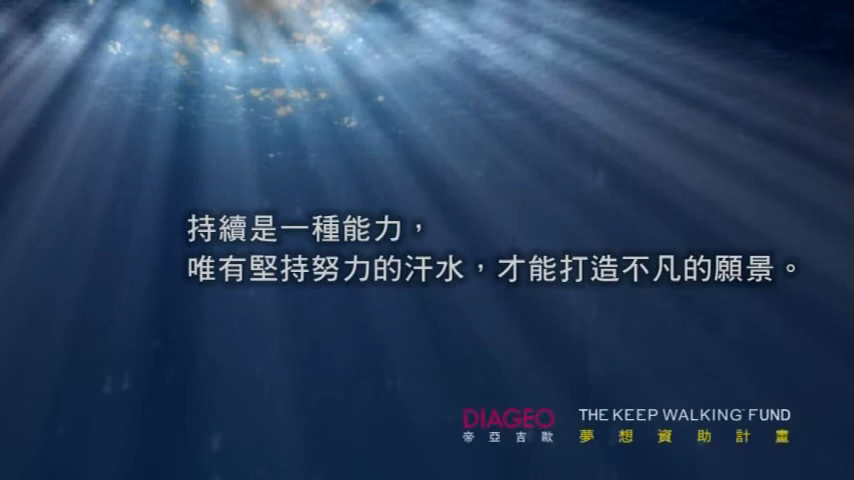 持續是一種能力，
唯有堅持努力的汗水，才能打造不凡的願景。
DIAGEO THE KEEP WALKING™ FUND
帝亞吉歐 夢想資助計畫